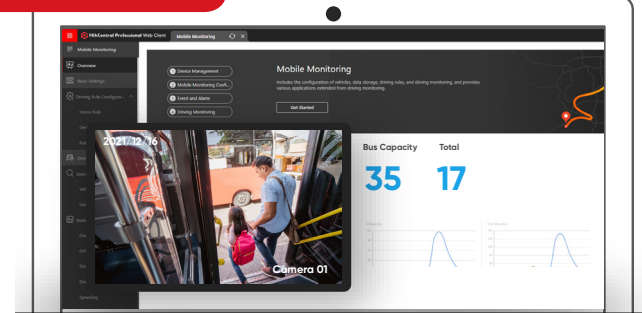 HikCentral Professional Web Client
Mobile Monitoring
Mobile Monitoring
Overview
Basic Settings
Driving Rule Configura...
Fence Rule
Device Management
Mobile Monitoring Confi...
Event and Alarm
Driving Monitoring
Mobile Monitoring
Includes the configuration of vehicles, data storage, driving rules, and driving monitoring, and provides
various applications extended from driving monitoring.
Get Started
2021/12/16
Camera 01
Bus Capacity Total
35 17
Speeding